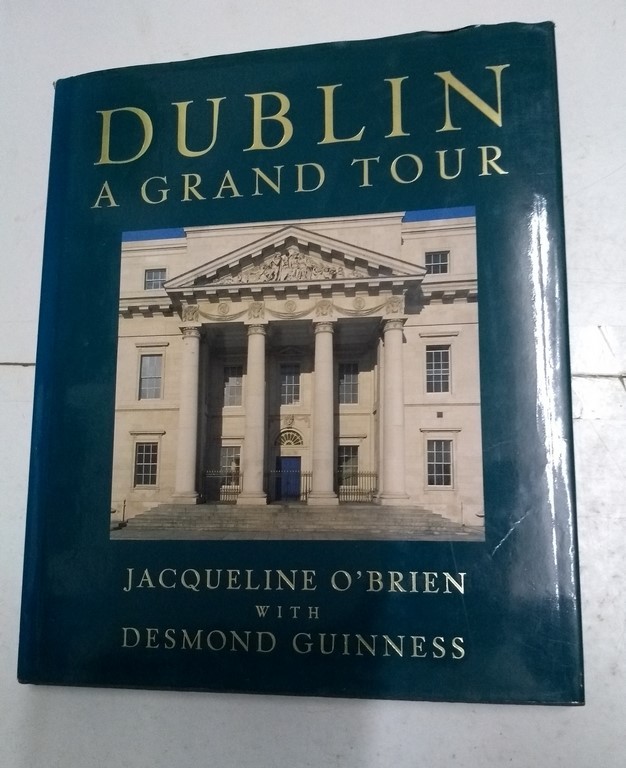 DUBLIN
A GRAND TOUR
JACQUELINE O'BRIEN
WITH
DESMOND GUINNESS